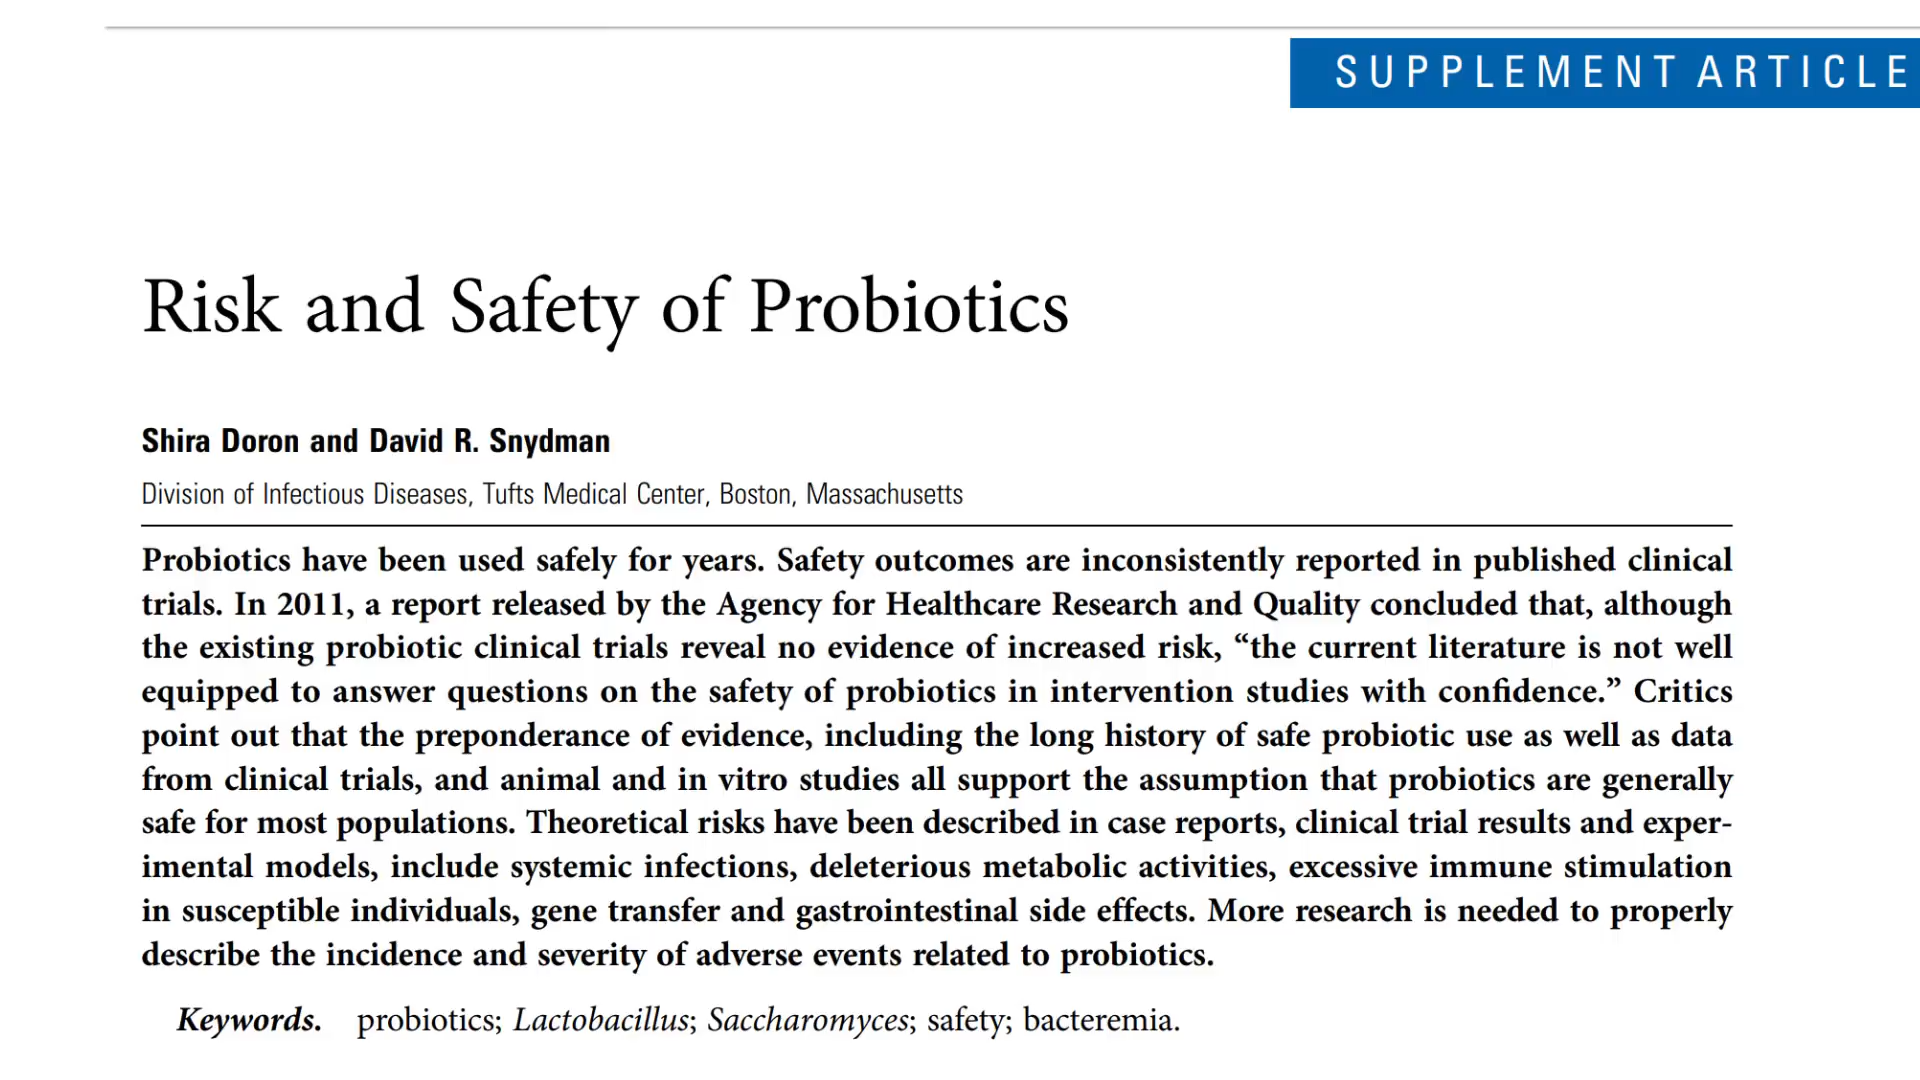 SUPPLEMENT ARTICLE
Risk and Safety of Probiotics
Shira Doron and David R. Snydman
Division of Infectious Diseases, Tufts Medical Center, Boston, Massachusetts
Probiotics have been used safely for years. Safety outcomes are inconsistently reported in published clinical
trials. In 2011, a report released by the Agency for Healthcare Research and Quality concluded that, although
the existing probiotic clinical trials reveal no evidence of increased risk, “the current literature is not well
equipped to answer questions on the safety of probiotics in intervention studies with confidence.” Critics
point out that the preponderance of evidence, including the long history of safe probiotic use as well as data
from clinical trials, and animal and in vitro studies all support the assumption that probiotics are generally
safe for most populations. Theoretical risks have been described in case reports, clinical trial results and exper-
imental models, include systemic infections, deleterious metabolic activities, excessive immune stimulation
in susceptible individuals, gene transfer and gastrointestinal side effects. More research is needed to properly
describe the incidence and severity of adverse events related to probiotics.
Keywords. probiotics; Lactobacillus; Saccharomyces; safety; bacteremia.